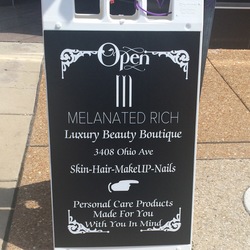 Open
MELANATED RICH
Luxury Beauty Boutique
3408 Ohio Ave
Skin-Hair-MakeUP-Nails
Personal Care Products
Made For You
With You In Mind